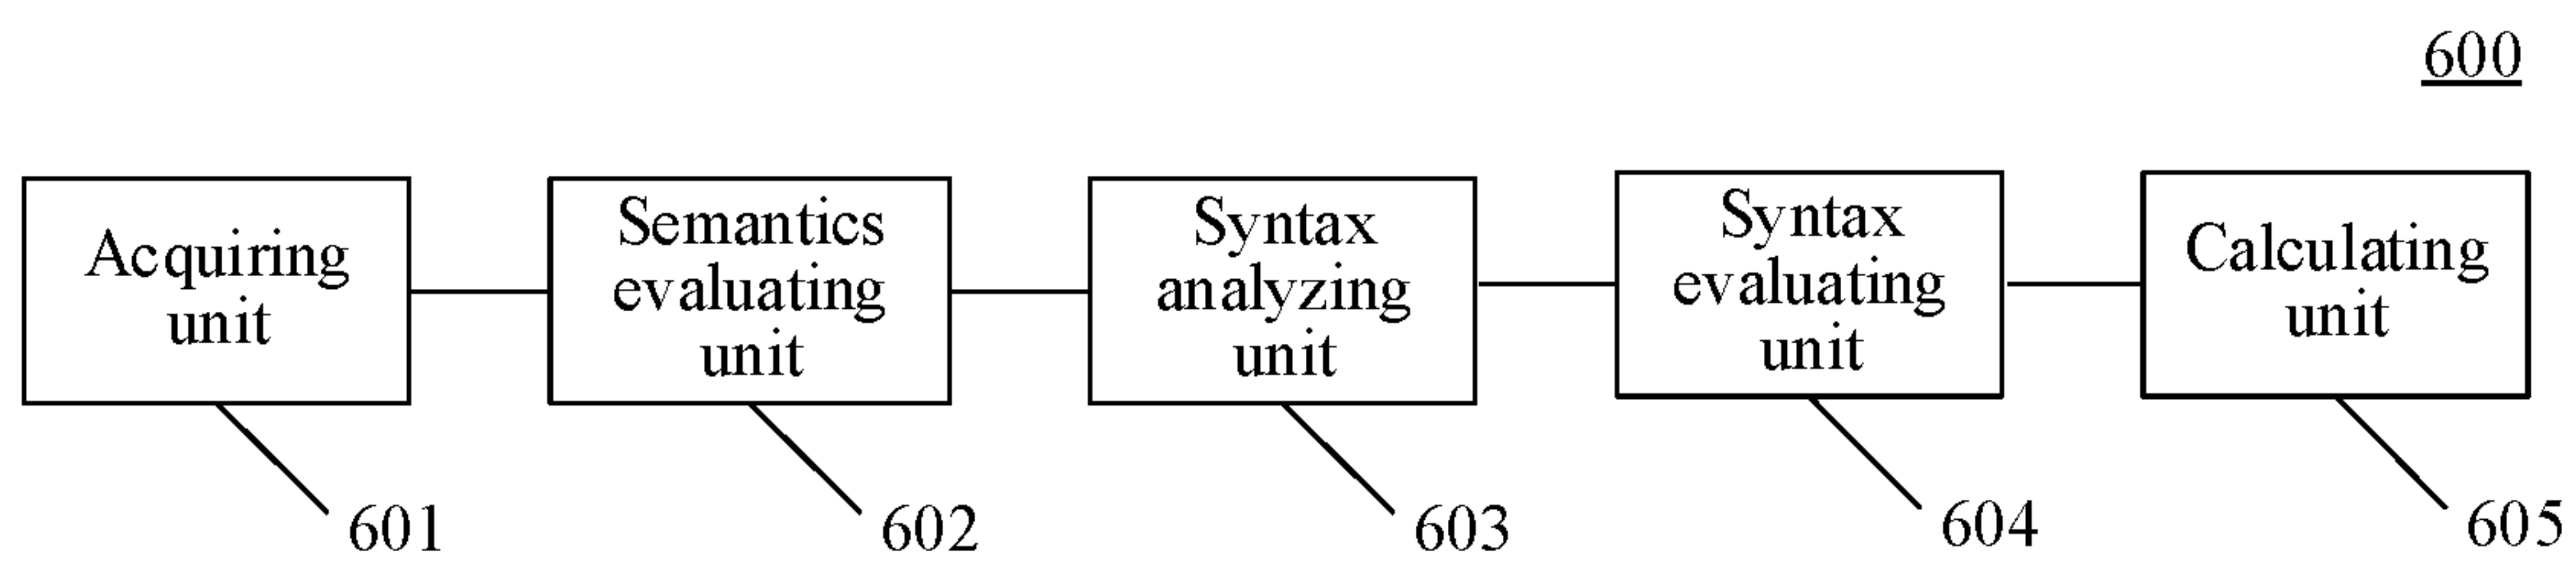 600
Acquiring
unit
Semantics
evaluating
unit
Syntax
analyzing
unit
Syntax
evaluating
unit
Calculating
unit
601
602
603
604
605